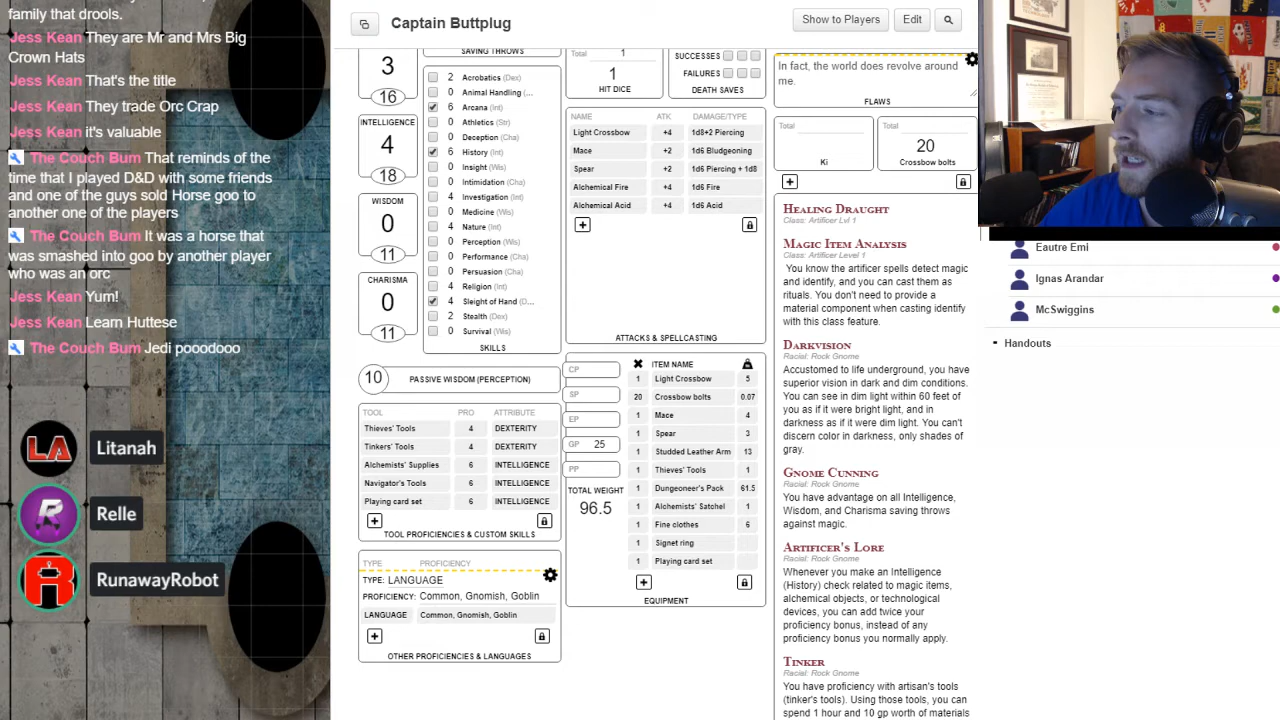 family that drools.
Jess Kean They are Mr and Mrs Big
Crown Hats
Jess Kean That's the title
Jess Kean They trade Orc Crap
Jess Kean it's valuable
The Couch Bum That reminds of the
time that I played D&D with some friends
and one of the guys sold Horse goo to
another one of the players
The Couch Bum It was a horse that
was smashed into goo by another player
who was an orc
Jess Kean Yum!
Jess Kean Learn Huttese
The Couch Bum Jedi pooodooo
LA Litanah
R Relle
R RunawayRobot
Captain Buttplug
Show to Players
Edit
3
16
INTELLIGENCE
4
18
WISDOM
0
11
CHARISMA
0
11
SAVING THROWS
2 Acrobatics (Dex)
0 Animal Handling (...
6 Arcana (Int)
0 Athletics (Str)
0 Deception (Cha)
6 History (Int)
0 Insight (Wis)
0 Intimidation (Cha)
4 Investigation (Int)
0 Medicine (Wis)
4 Nature (Int)
0 Perception (Wis)
0 Performance (Cha)
0 Persuasion (Cha)
4 Religion (Int)
4 Sleight of Hand (D...
2 Stealth (Dex)
0 Survival (Wis)
SKILLS
10 PASSIVE WISDOM (PERCEPTION)
TOOL PRO ATTRIBUTE
Thieves' Tools 4 DEXTERITY
Tinkers' Tools 4 DEXTERITY
Alchemists' Supplies 6 INTELLIGENCE
Navigator's Tools 6 INTELLIGENCE
Playing card set 6 INTELLIGENCE
TOOL PROFICIENCIES & CUSTOM SKILLS
TYPE PROFICIENCY
TYPE: LANGUAGE
PROFICIENCY: Common, Gnomish, Goblin
LANGUAGE Common, Gnomish, Goblin
OTHER PROFICIENCIES & LANGUAGES
Total 1
1
HIT DICE
SUCCESSES
FAILURES
DEATH SAVES
NAME ATK DAMAGE/TYPE
Light Crossbow +4 1d8+2 Piercing
Mace +2 1d6 Bludgeoning
Spear +2 1d6 Piercing + 1d8
Alchemical Fire +4 1d6 Fire
Alchemical Acid +4 1d6 Acid
ATTACKS & SPELLCASTING
CP
SP
EP
GP 25
PP
TOTAL WEIGHT
96.5
ITEM NAME
1 Light Crossbow 5
20 Crossbow bolts 0.07
1 Mace 4
1 Spear 3
1 Studded Leather Arm 13
1 Thieves' Tools 1
1 Dungeoneer's Pack 61.5
1 Alchemists' Satchel 1
1 Fine clothes 6
1 Signet ring
1 Playing card set
EQUIPMENT
In fact, the world does revolve around
me.
FLAWS
Total
Ki
Total
20
Crossbow bolts
HEALING DRAUGHT
Class: Artificer Lvl 1
MAGIC ITEM ANALYSIS
Class: Artificer Level 1
You know the artificer spells detect magic
and identify, and you can cast them as
rituals. You don't need to provide a
material component when casting identify
with this class feature.
DARKVISION
Racial: Rock Gnome
Accustomed to life underground, you have
superior vision in dark and dim conditions.
You can see in dim light within 60 feet of
you as if it were bright light, and in
darkness as if it were dim light. You can't
discern color in darkness, only shades of
gray.
GNOME CUNNING
Racial: Rock Gnome
You have advantage on all Intelligence,
Wisdom, and Charisma saving throws
against magic.
ARTIFICER'S LORE
Racial: Rock Gnome
Whenever you make an Intelligence
(History) check related to magic items,
alchemical objects, or technological
devices, you can add twice your
proficiency bonus, instead of any
proficiency bonus you normally apply.
TINKER
Racial: Rock Gnome
You have proficiency with artisan's tools
(tinker's tools). Using those tools, you can
spend 1 hour and 10 gp worth of materials
Eautre Emi
Ignas Arandar
McSwiggins
Handouts